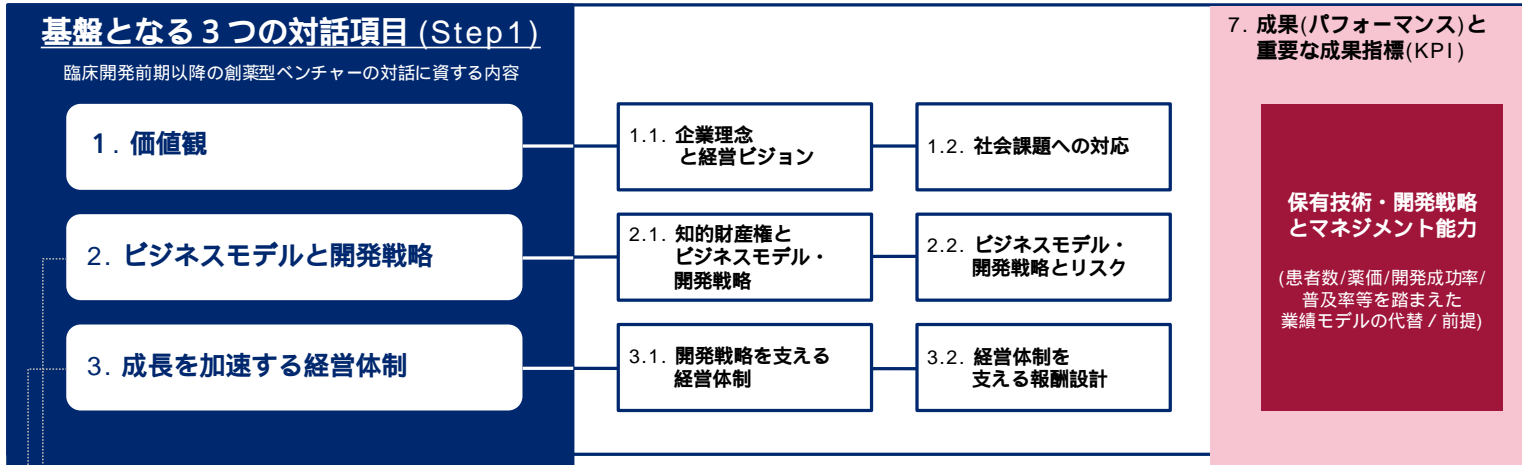 基盤となる３つの対話項目 (Step1)
臨床開発前期以降の創薬型ベンチャーの対話に資する内容
1. 価値観
1.1. 企業理念
と経営ビジョン
1.2. 社会課題への対応
2. ビジネスモデルと開発戦略
2.1. 知的財産権と
ビジネスモデル・
開発戦略
2.2. ビジネスモデル・
開発戦略とリスク
3. 成長を加速する経営体制
3.1. 開発戦略を支える
経営体制
3.2. 経営体制を
支える報酬設計
7. 成果(パフォーマンス)と
重要な成果指標(KPI)
保有技術・開発戦略
とマネジメント能力
(患者数/薬価/開発成功率/
普及率等を踏まえた
業績モデルの代替／前提)